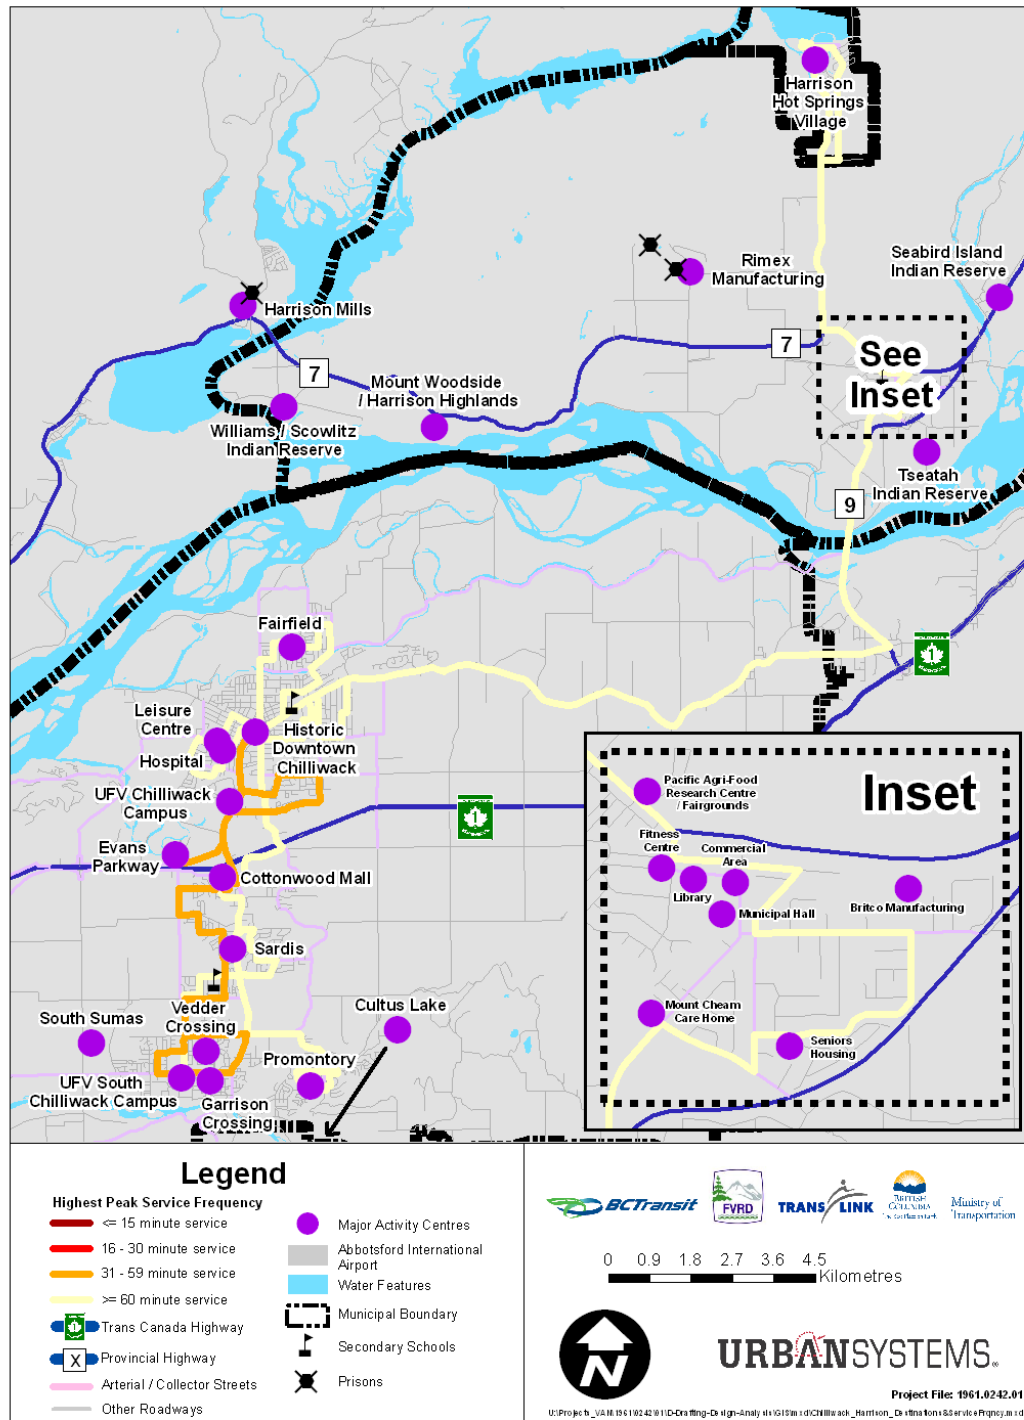 Harrison
Hot Springs
Village
Seabird Island
Indian Reserve
Rimex
Manufacturing
Harrison Mills
7
7
See
Inset
Mount Woodside
/ Harrison Highlands
Williams / Scowlitz
Indian Reserve
Tseatah
Indian Reserve
9
Fairfield
1
Leisure
Centre
Hospital
Historic
Downtown
Chilliwack
UFV Chilliwack
Campus
1
Evans
Parkway
Cottonwood Mall
Sardis
Vedder
Crossing
Cultus Lake
South Sumas
Promontory
UFV South
Chilliwack Campus
Garrison
Crossing
Inset
Pacific Agri-Food
Research Centre
/ Fairgrounds
Fitness
Centre
Commercial
Area
Library
Municipal Hall
Britco Manufacturing
Mount Cheam
Care Home
Seniors
Housing
Legend
Highest Peak Service Frequency
<= 15 minute service
16 - 30 minute service
31 - 59 minute service
>= 60 minute service
1 Trans Canada Highway
X Provincial Highway
Arterial / Collector Streets
Other Roadways
Major Activity Centres
Abbotsford International
Airport
Water Features
Municipal Boundary
Secondary Schools
Prisons
BCTransit
FVRD
TRANSLINK
BRITISH
COLUMBIA
Ministry of
Transportation
0 0.9 1.8 2.7 3.6 4.5
Kilometres
N
URBANSYSTEMS.
Project File: 1961.0242.01